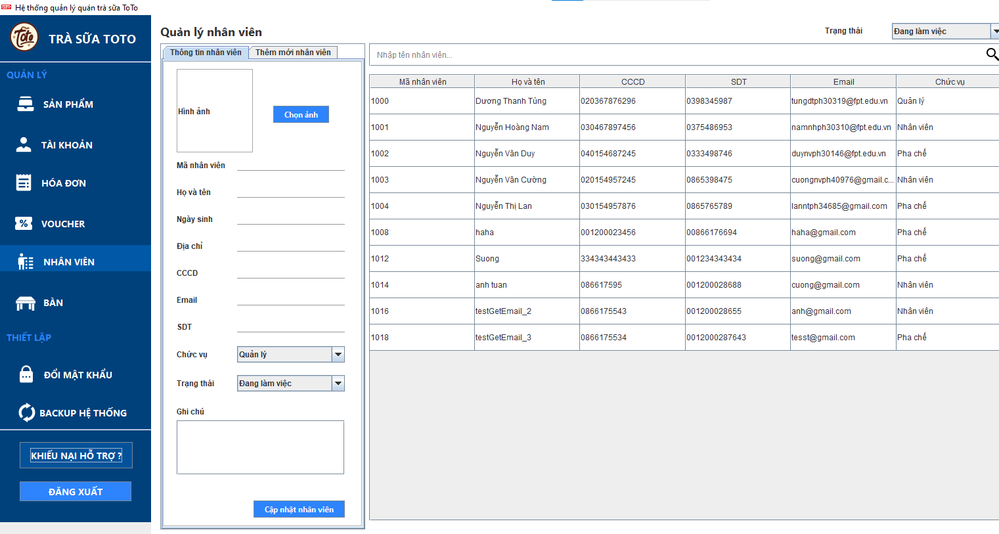 Hệ thống quản lý quán trà sữa ToTo
Toto
TRÀ SỮA TOTO
QUẢN LÝ
SẢN PHẨM
TÀI KHOẢN
HÓA ĐƠN
VOUCHER
NHÂN VIÊN
BÀN
THIẾT LẬP
ĐỔI MẬT KHẨU
BACKUP HỆ THỐNG
KHIẾU NẠI HỖ TRỢ ?
ĐĂNG XUẤT
Quản lý nhân viên
Trạng thái Đang làm việc
Thông tin nhân viên Thêm mới nhân viên
Hình ảnh
Chọn ảnh
Mã nhân viên
Họ và tên
Ngày sinh
Địa chỉ
CCCD
Email
SDT
Chức vụ Quản lý
Trạng thái Đang làm việc
Ghi chú
Cập nhật nhân viên
Nhập tên nhân viên...
Mã nhân viên Họ và tên CCCD SDT Email Chức vụ
1000 Dương Thanh Tùng 020367876296 0398345987 tungdtph30319@fpt.edu.vn Quản lý
1001 Nguyễn Hoàng Nam 030467897456 0375486953 namnhph30310@fpt.edu.vn Nhân viên
1002 Nguyễn Văn Duy 040154687245 0333498746 duynvph30146@fpt.edu.vn Pha chế
1003 Nguyễn Văn Cường 020154957245 0865398475 cuongnvph40976@gmail.c... Nhân viên
1004 Nguyễn Thị Lan 030154957876 0865765789 lanntph34685@gmail.com Pha chế
1008 haha 001200023456 00866176694 haha@gmail.com Pha chế
1012 Suong 334343443433 001234343434 suong@gmail.com Pha chế
1014 anh tuan 086617595 001200028688 cuong@gmail.com Nhân viên
1016 testGetEmail_2 0866175543 001200028655 anh@gmail.com Nhân viên
1018 testGetEmail_3 0866175534 0012000287643 tesst@gmail.com Pha chế